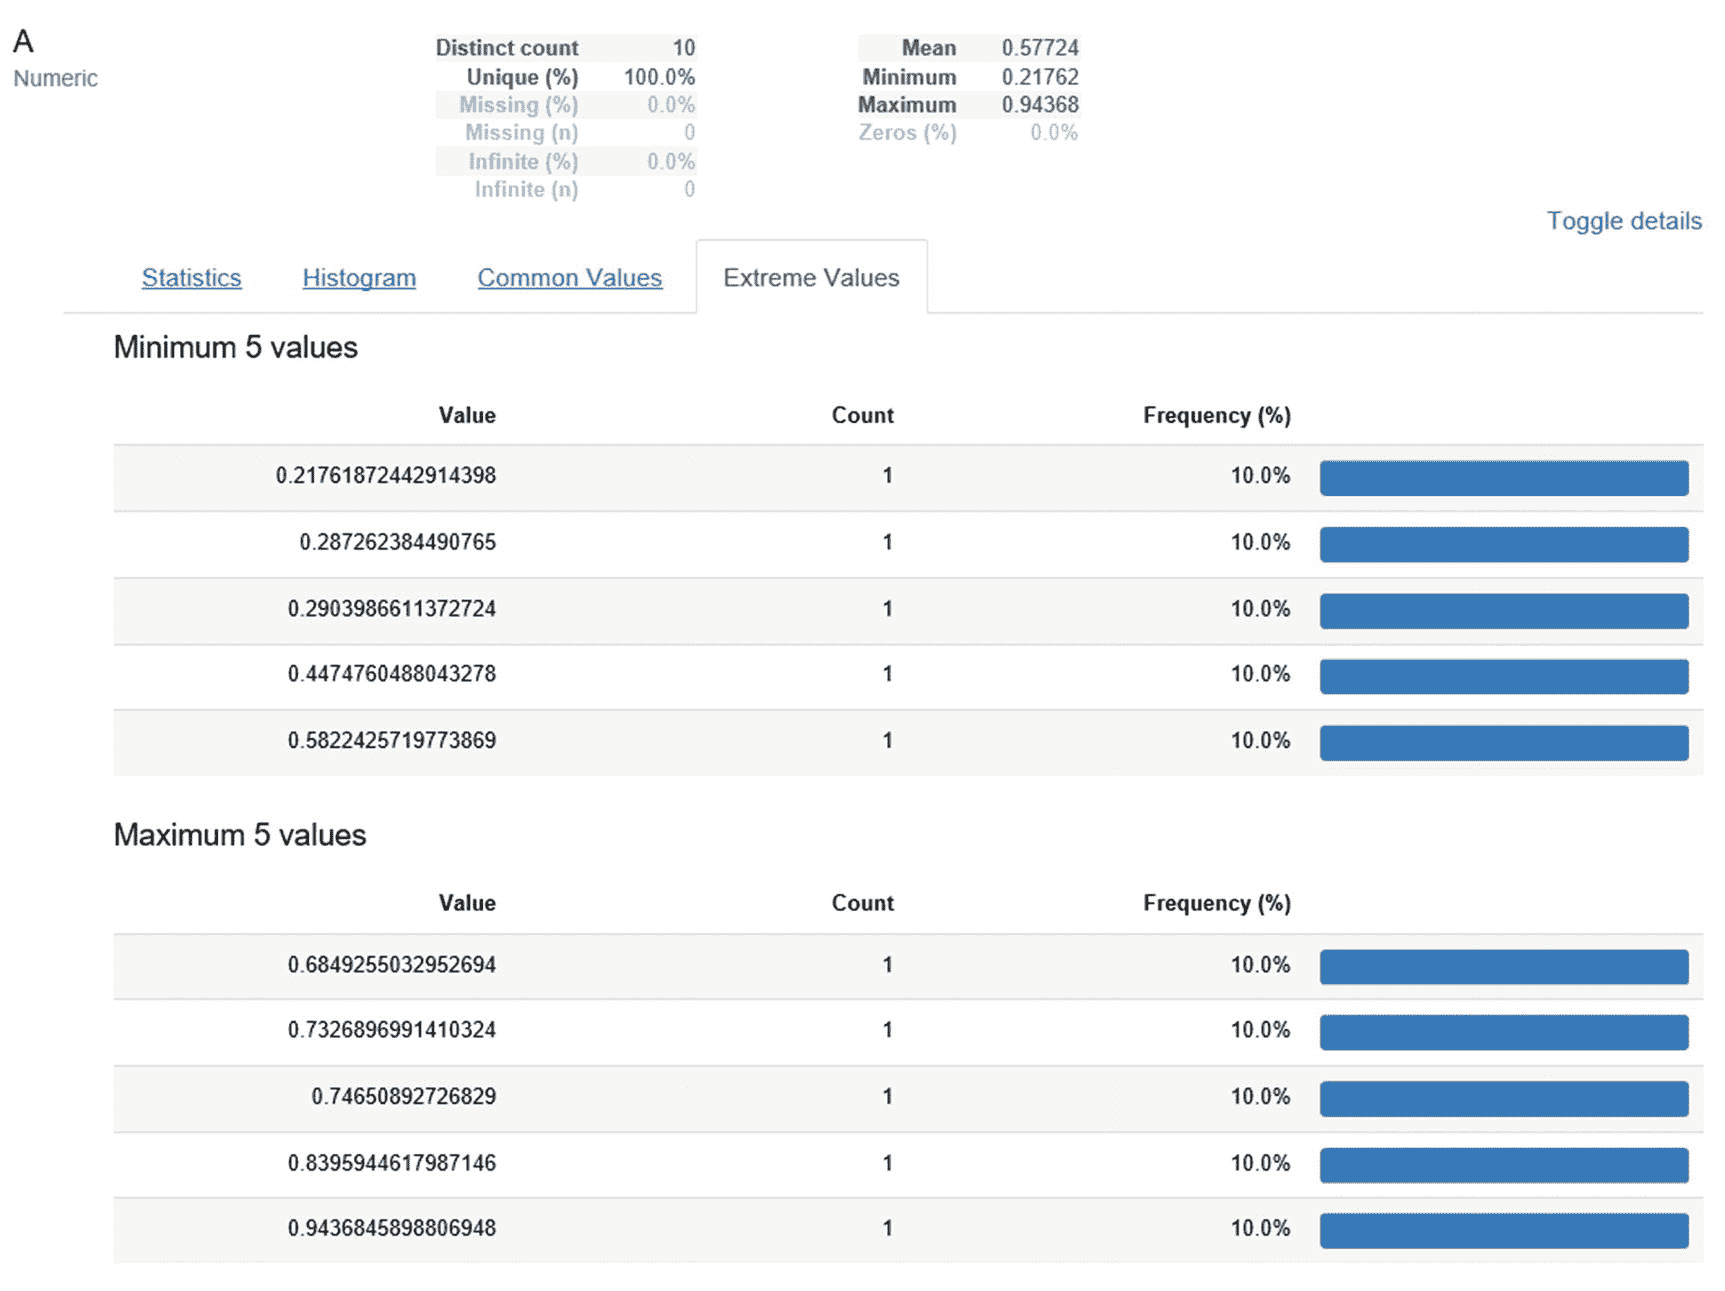 A
Numeric
Distinct count 10
Unique (%) 100.0%
Missing (%) 0.0%
Missing (n) 0
Infinite (%) 0.0%
Infinite (n) 0
Mean 0.57724
Minimum 0.21762
Maximum 0.94368
Zeros (%) 0.0%
Toggle details
Statistics Histogram Common Values Extreme Values
Minimum 5 values
Value Count Frequency (%)
0.21761872442914398 1 10.0%
0.287262384490765 1 10.0%
0.2903986611372724 1 10.0%
0.4474760488043278 1 10.0%
0.5822425719773869 1 10.0%
Maximum 5 values
Value Count Frequency (%)
0.6849255032952694 1 10.0%
0.7326896991410324 1 10.0%
0.74650892726829 1 10.0%
0.8395944617987146 1 10.0%
0.9436845898806948 1 10.0%